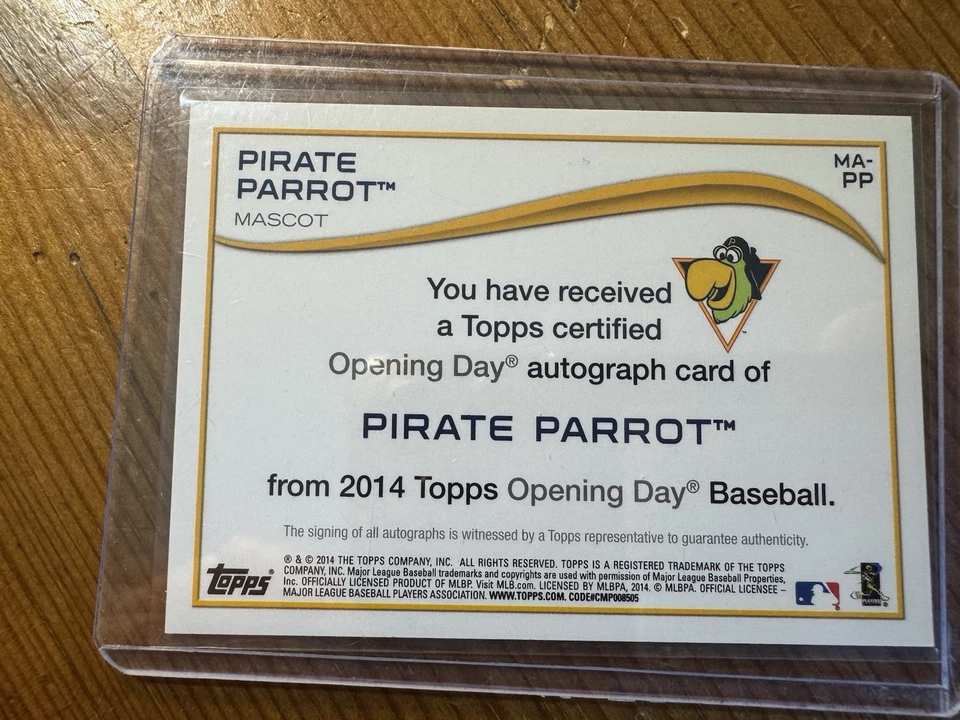 PIRATE
PARROT™
MASCOT
MA-
PP
You have received
a Topps certified
Opening Day® autograph card of
PIRATE PARROT™
from 2014 Topps Opening Day® Baseball.
The signing of all autographs is witnessed by a Topps representative to guarantee authenticity.
® & © 2014 THE TOPPS COMPANY, INC. ALL RIGHTS RESERVED. TOPPS IS A REGISTERED TRADEMARK OF THE TOPPS
COMPANY, INC. Major League Baseball trademarks and copyrights are used with permission of Major League Baseball Properties,
Inc. OFFICIALLY LICENSED PRODUCT OF MLBP. Visit MLB.com. LICENSED BY MLBPA, 2014. © MLBPA. OFFICIAL LICENSEE –
MAJOR LEAGUE BASEBALL PLAYERS ASSOCIATION. WWW.TOPPS.COM. CODE#CMP008505
Topps®
P